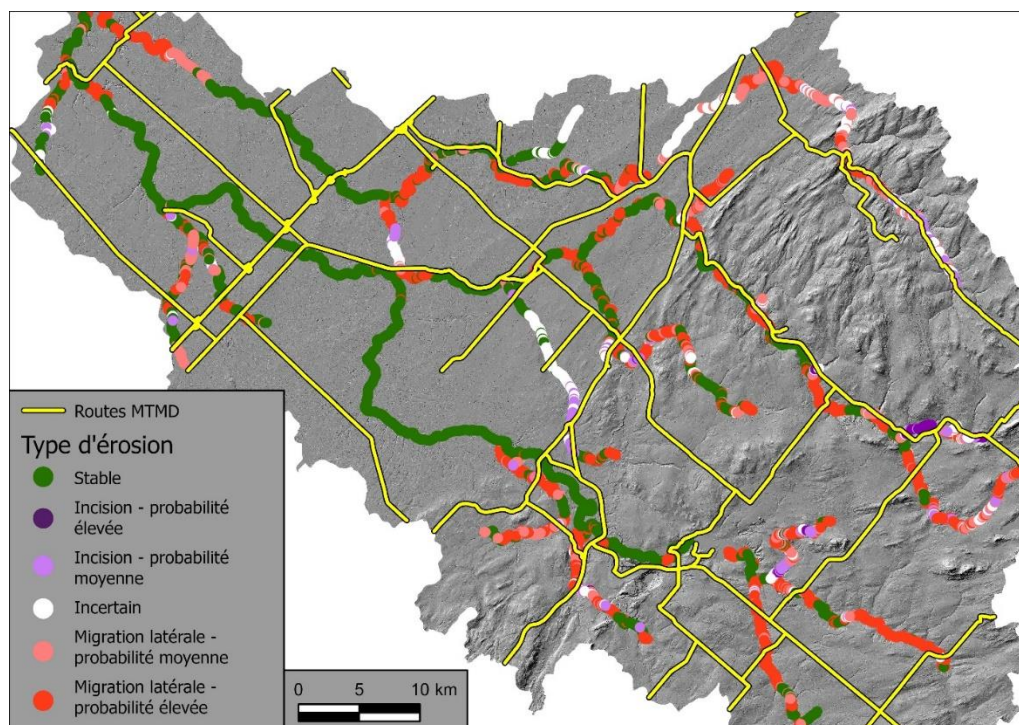 Routes MTMD
Type d'érosion
Stable
Incision - probabilité
élevée
Incision - probabilité
moyenne
Incertain
Migration latérale -
probabilité moyenne
Migration latérale -
probabilité élevée
0 5 10 km